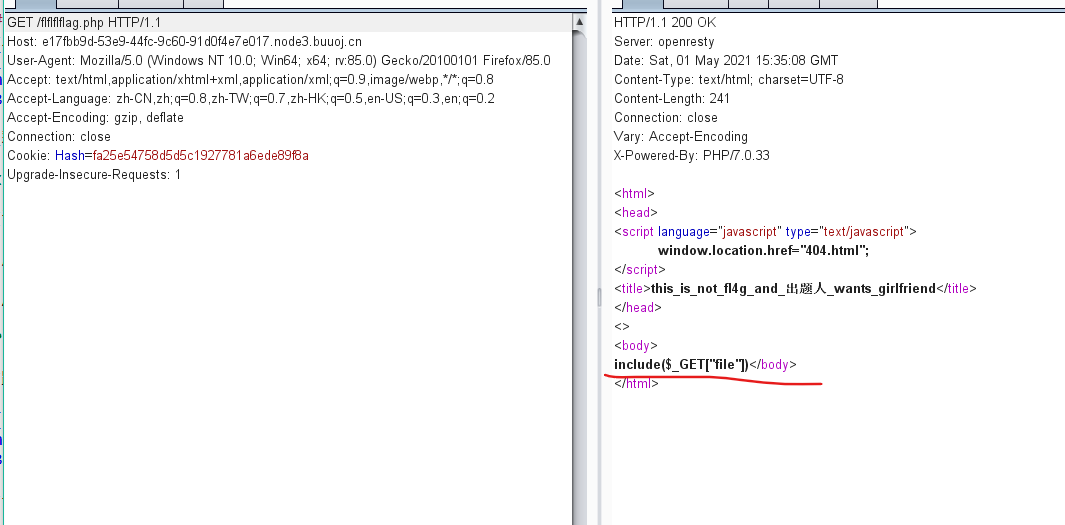 GET /flflflflag.php HTTP/1.1
Host: e17fbb9d-53e9-44fc-9c60-91d0f4e7e017.node3.buuoj.cn
User-Agent: Mozilla/5.0 (Windows NT 10.0; Win64; x64; rv:85.0) Gecko/20100101 Firefox/85.0
Accept: text/html,application/xhtml+xml,application/xml;q=0.9,image/webp,*/*;q=0.8
Accept-Language: zh-CN,zh;q=0.8,zh-TW;q=0.7,zh-HK;q=0.5,en-US;q=0.3,en;q=0.2
Accept-Encoding: gzip, deflate
Connection: close
Cookie: Hash=fa25e54758d5d5c1927781a6ede89f8a
Upgrade-Insecure-Requests: 1
HTTP/1.1 200 OK
Server: openresty
Date: Sat, 01 May 2021 15:35:08 GMT
Content-Type: text/html; charset=UTF-8
Content-Length: 241
Connection: close
Vary: Accept-Encoding
X-Powered-By: PHP/7.0.33
<html>
<head>
<script language="javascript" type="text/javascript">
window.location.href="404.html";
</script>
<title>this_is_not_fl4g_and_出题人_wants_girlfriend</title>
</head>
<>
<body>
include($_GET["file"])</body>
</html>